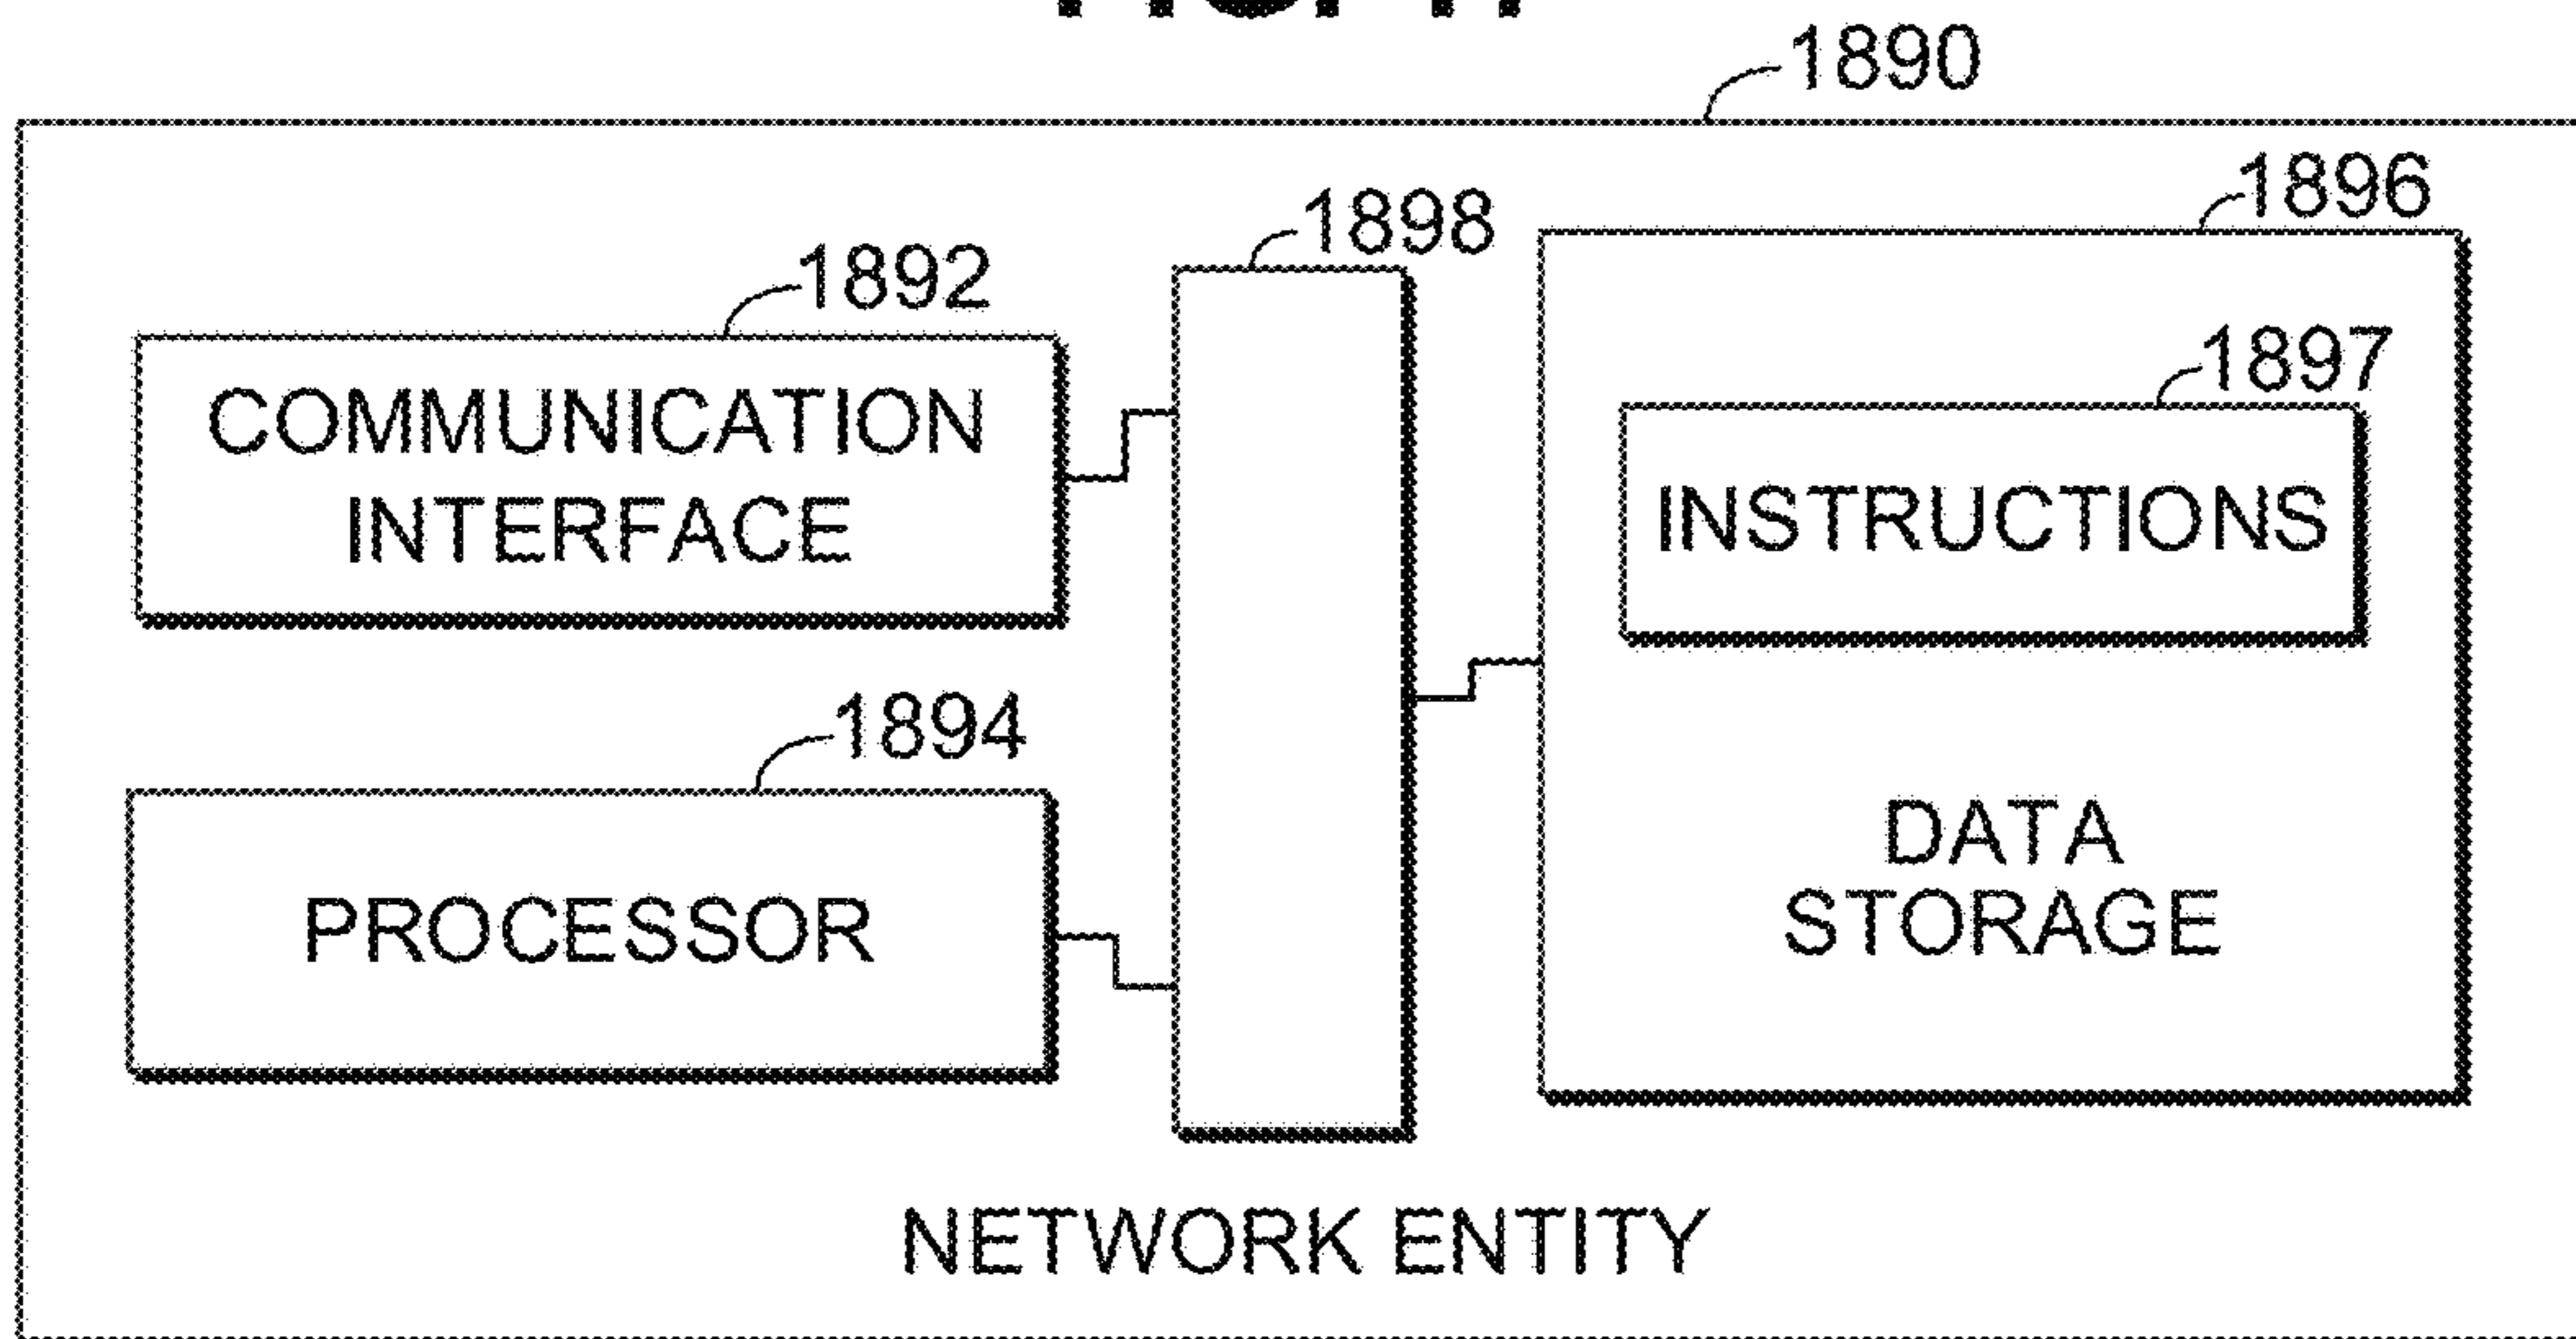 1890
1896
1898
1892
1897
COMMUNICATION
INTERFACE
INSTRUCTIONS
1894
DATA
STORAGE
PROCESSOR
NETWORK ENTITY